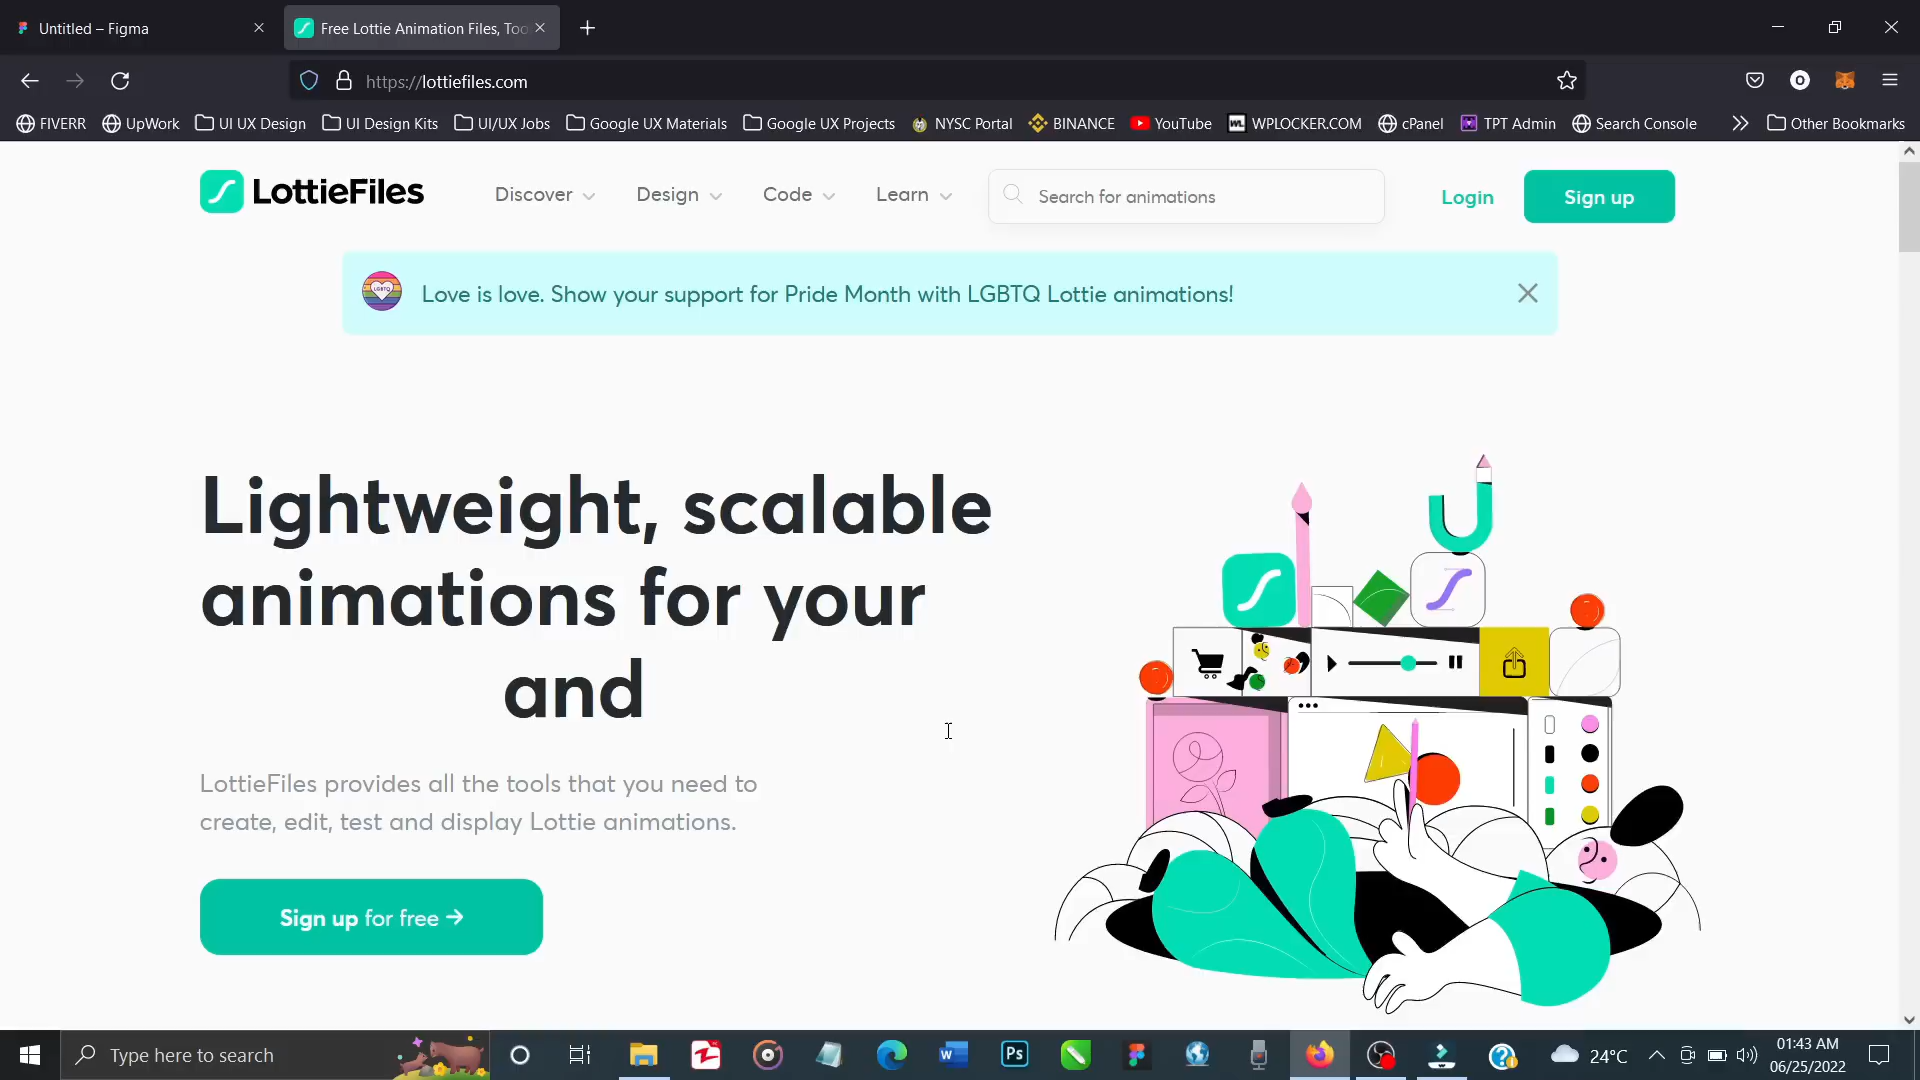 Untitled – Figma
Free Lottie Animation Files, Too
https://lottiefiles.com
FIVERR UpWork UI UX Design UI Design Kits UI/UX Jobs Google UX Materials Google UX Projects NYSC Portal BINANCE YouTube WPLOCKER.COM cPanel TPT Admin Search Console Other Bookmarks
LottieFiles Discover Design Code Learn Search for animations Login Sign up
Love is love. Show your support for Pride Month with LGBTQ Lottie animations!
Lightweight, scalable
animations for your
and
LottieFiles provides all the tools that you need to
create, edit, test and display Lottie animations.
Sign up for free →
Type here to search
24°C
01:43 AM
06/25/2022